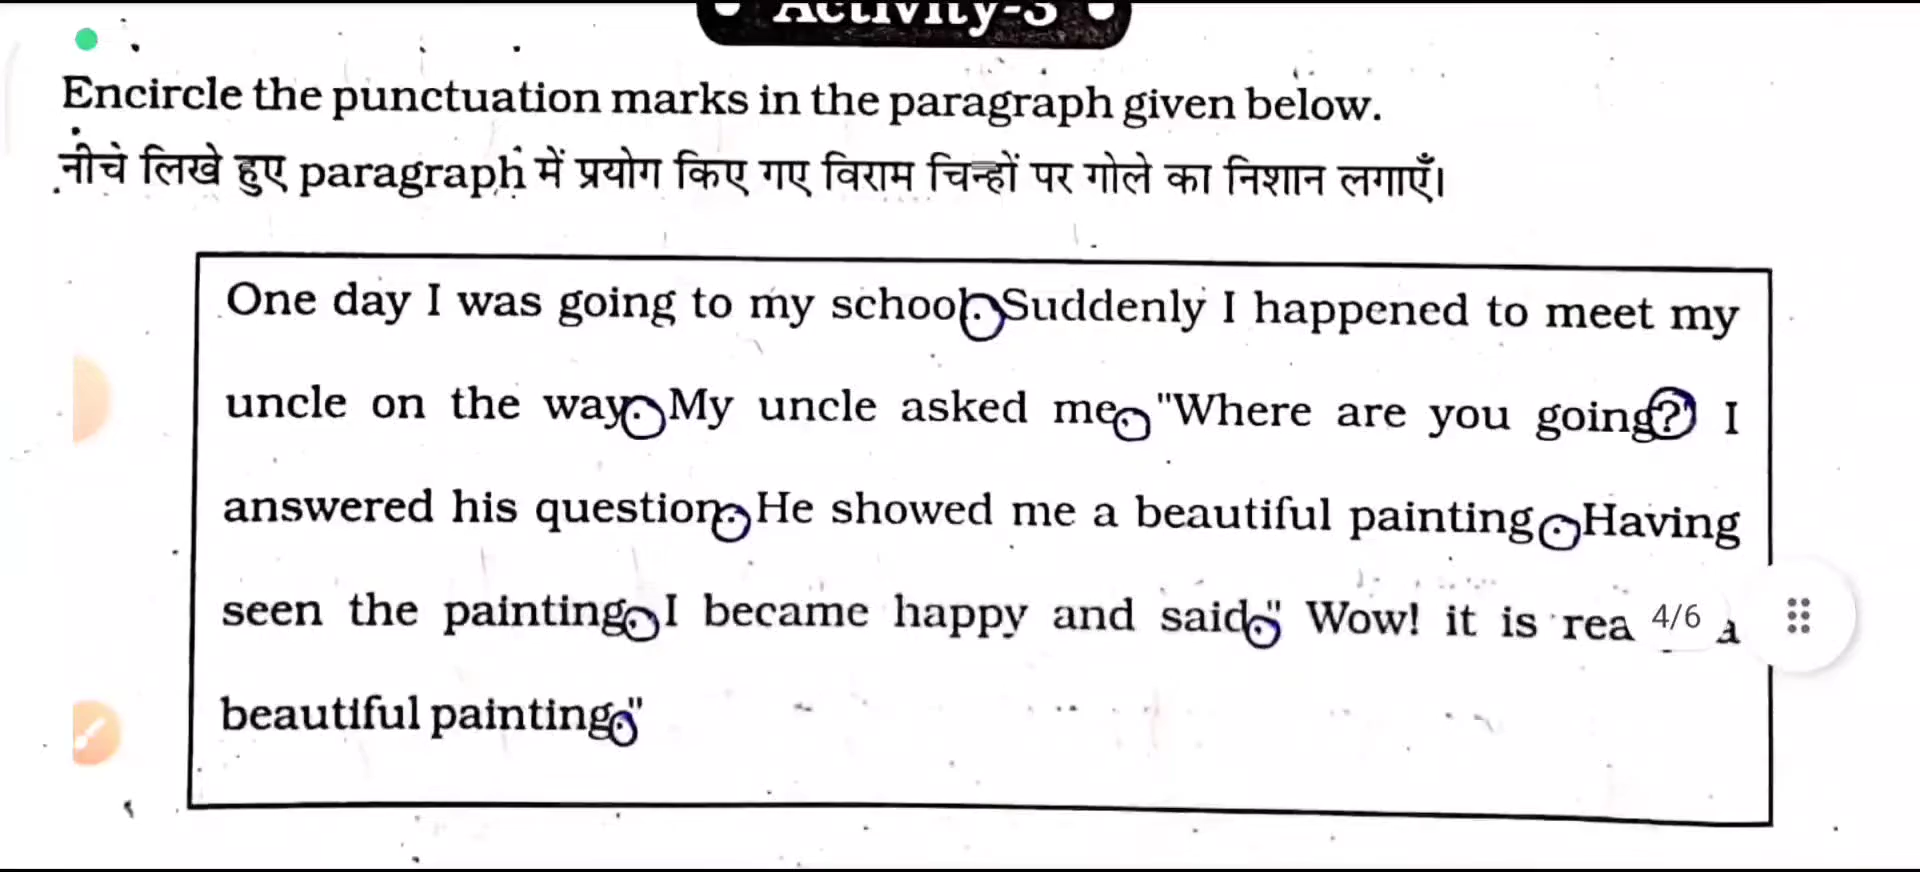 Activity-3
Encircle the punctuation marks in the paragraph given below.
नीचे लिखे हुए paragraph में प्रयोग किए गए विराम चिन्हों पर गोले का निशान लगाएँ।
One day I was going to my school. Suddenly I happened to meet my
uncle on the way. My uncle asked me, "Where are you going?" I
answered his question. He showed me a beautiful painting. Having
seen the painting, I became happy and said," Wow! it is rea 4/6 a
beautiful painting."